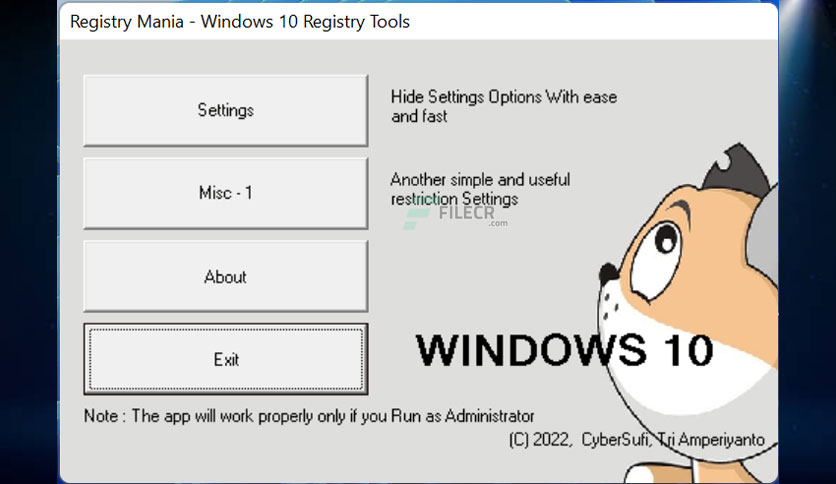 Registry Mania - Windows 10 Registry Tools
Settings
Hide Settings Options With ease
and fast
Misc - 1
Another simple and useful
restriction Settings
FILECR
.com
About
Exit
WINDOWS 10
Note : The app will work properly only if you Run as Administrator
(C) 2022, CyberSufi, Tri Amperiyanto